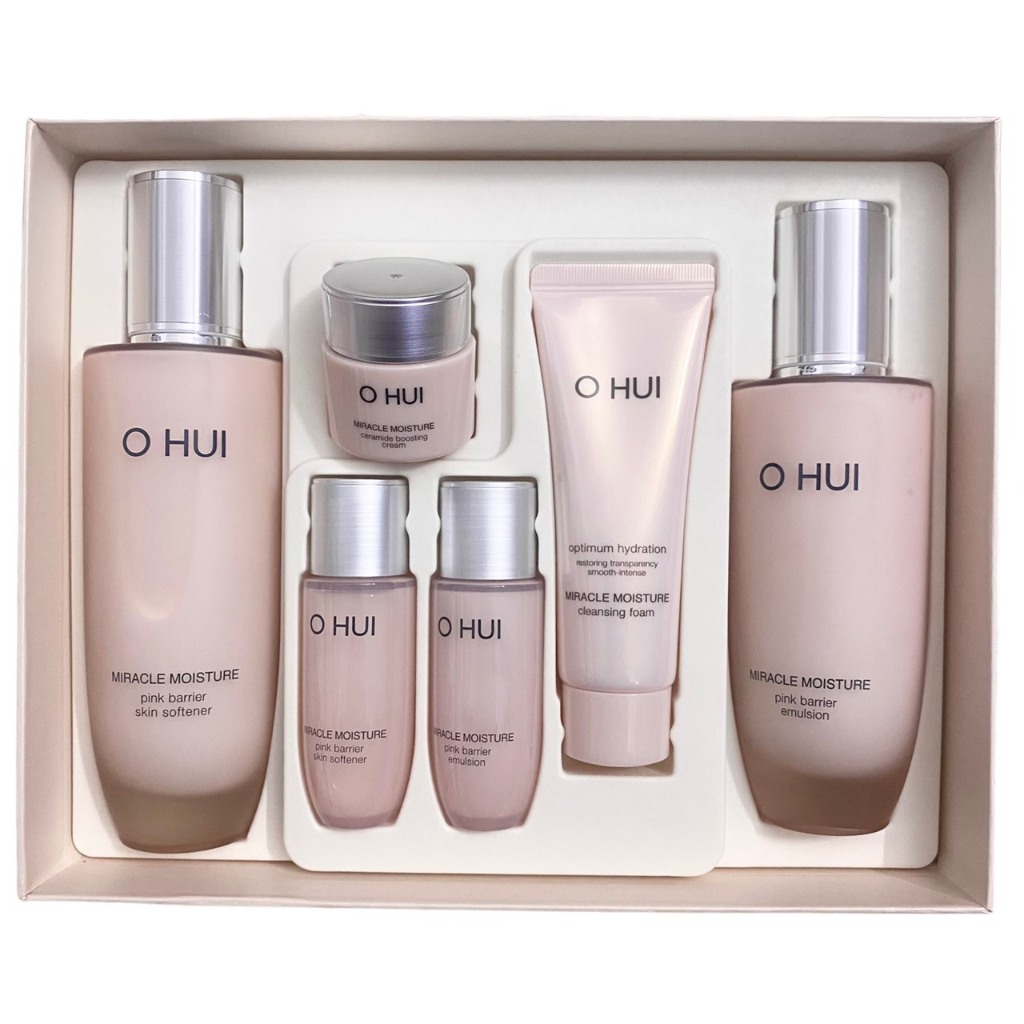 O HUI
MIRACLE MOISTURE
pink barrier
skin softener
O HUI
MIRACLE MOISTURE
ceramide boosting
cream
O HUI
MIRACLE MOISTURE
pink barrier
skin softener
O HUI
MIRACLE MOISTURE
pink barrier
emulsion
O HUI
optimum hydration
restoring transparency
smooth-intense
MIRACLE MOISTURE
cleansing foam
O HUI
MIRACLE MOISTURE
pink barrier
emulsion